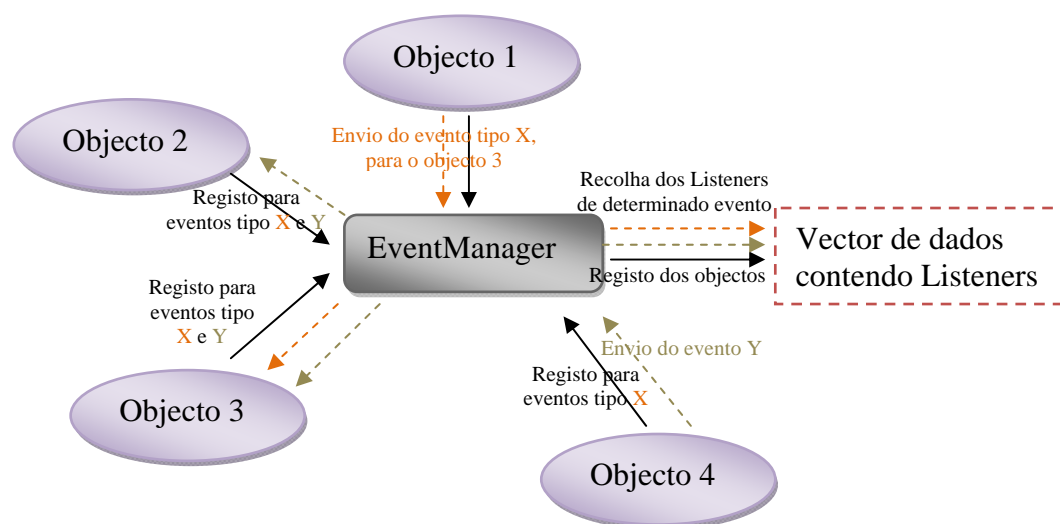 Objecto 1
Objecto 2
Envio do evento tipo X,
para o objecto 3
Registo para
eventos tipo X e Y
Recolha dos Listeners
de determinado evento
EventManager
Vector de dados
contendo Listeners
Registo dos objectos
Registo para
eventos tipo
X e Y
Envio do evento Y
Registo para
eventos tipo X
Objecto 3
Objecto 4